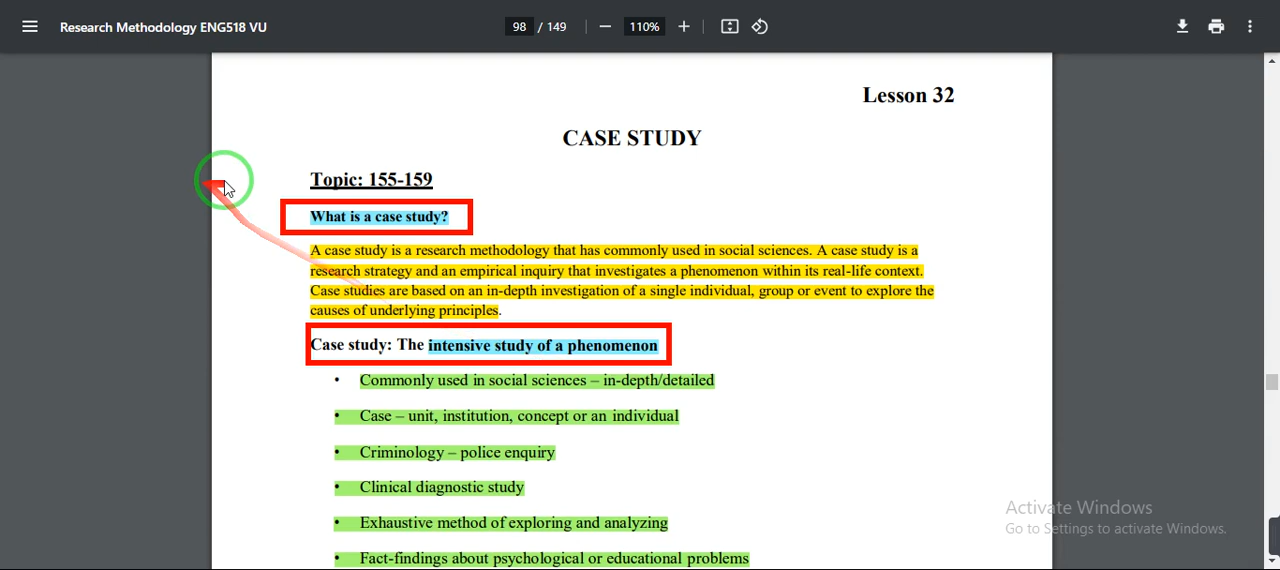 Research Methodology ENG518 VU
98 / 149
110%
Lesson 32
CASE STUDY
Topic: 155-159
What is a case study?
A case study is a research methodology that has commonly used in social sciences. A case study is a
research strategy and an empirical inquiry that investigates a phenomenon within its real-life context.
Case studies are based on an in-depth investigation of a single individual, group or event to explore the
causes of underlying principles.
Case study: The intensive study of a phenomenon
• Commonly used in social sciences – in-depth/detailed
• Case – unit, institution, concept or an individual
• Criminology – police enquiry
• Clinical diagnostic study
• Exhaustive method of exploring and analyzing
• Fact-findings about psychological or educational problems
Activate Windows
Go to Settings to activate Windows.